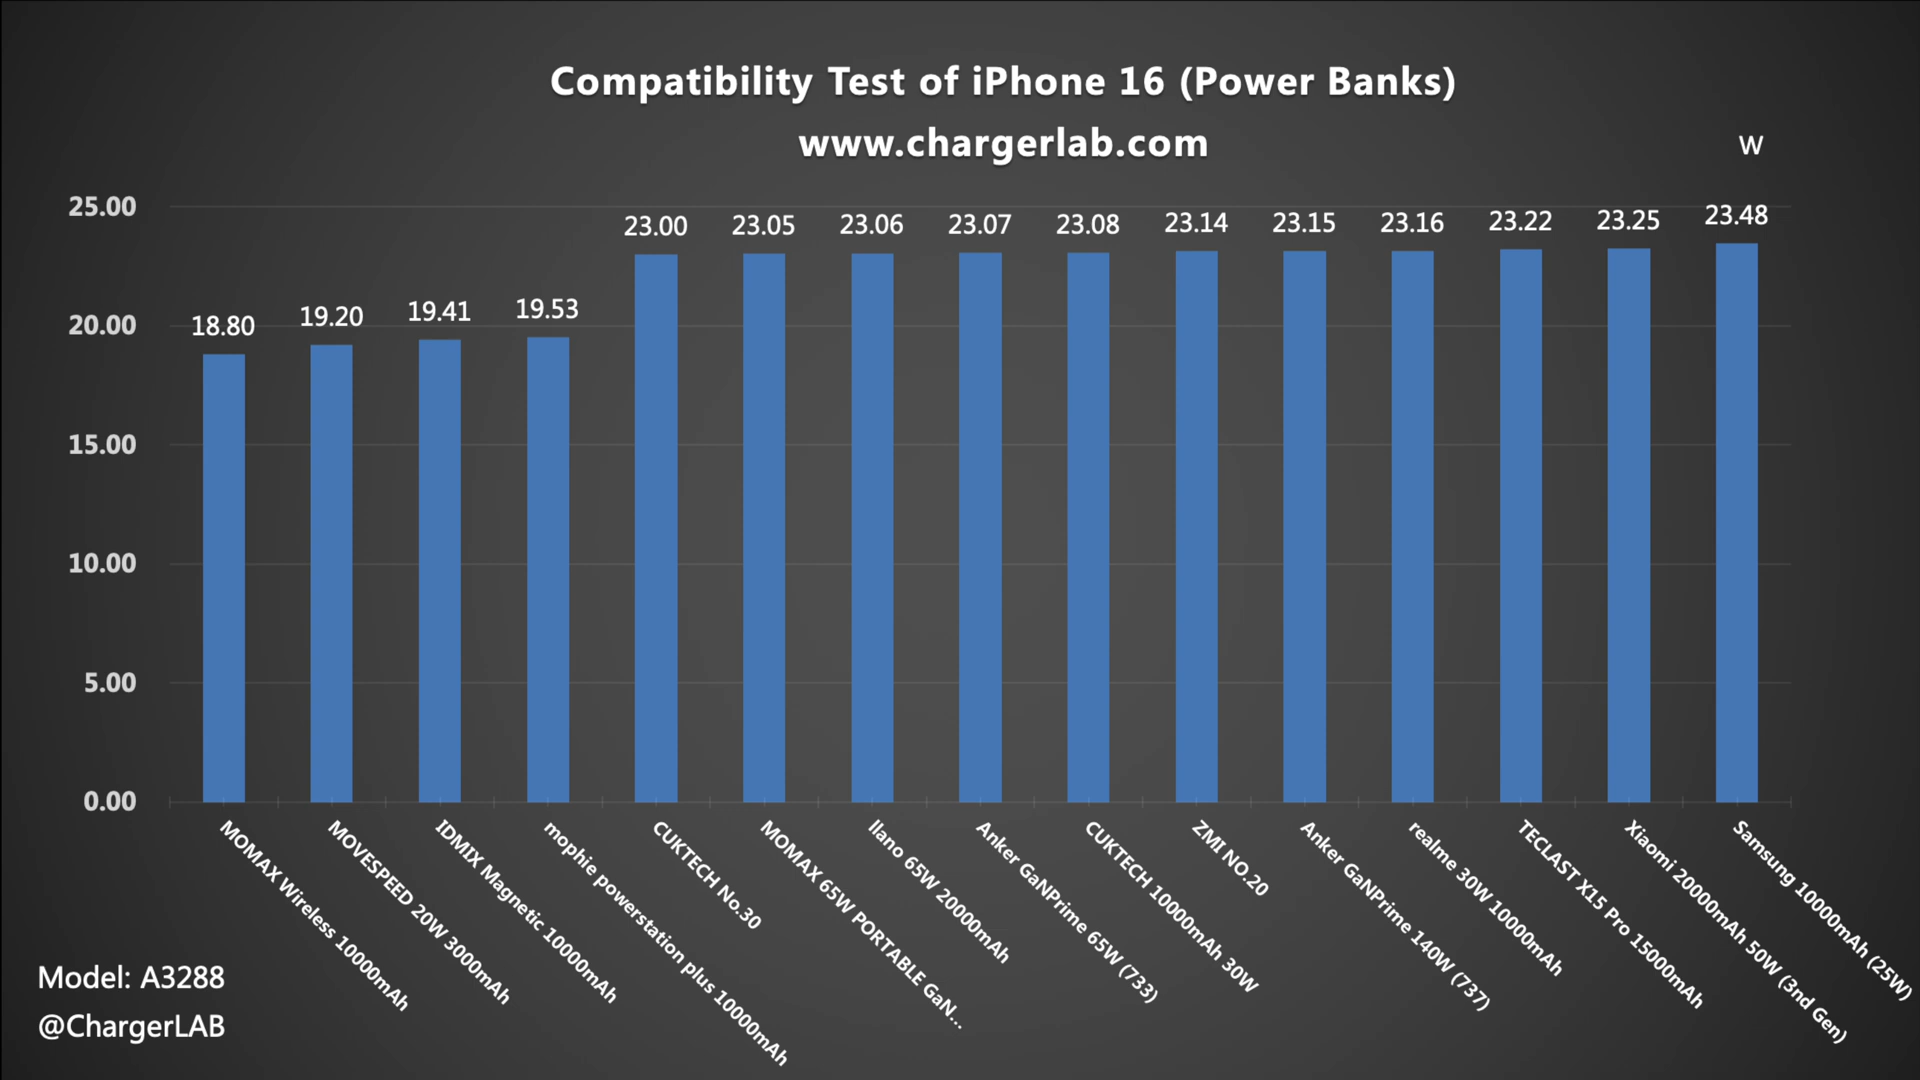 Compatibility Test of iPhone 16 (Power Banks)
www.chargerlab.com
W
25.00
20.00
15.00
10.00
5.00
0.00
18.80
19.20
19.41
19.53
23.00
23.05
23.06
23.07
23.08
23.14
23.15
23.16
23.22
23.25
23.48
MOMAX Wireless 10000mAh
MOVESPEED 20W 3000mAh
IDMIX Magnetic 10000mAh
mophie powerstation plus 10000mAh
CUKTECH No.30
MOMAX 65W PORTABLE GaN...
llano 65W 20000mAh
Anker GaNPrime 65W (733)
CUKTECH 10000mAh 30W
ZMI NO.20
Anker GaNPrime 140W (737)
realme 30W 10000mAh
TECLAST X15 Pro 15000mAh
Xiaomi 20000mAh 50W (3nd Gen)
Samsung 10000mAh (25W)
Model: A3288
@ChargerLAB